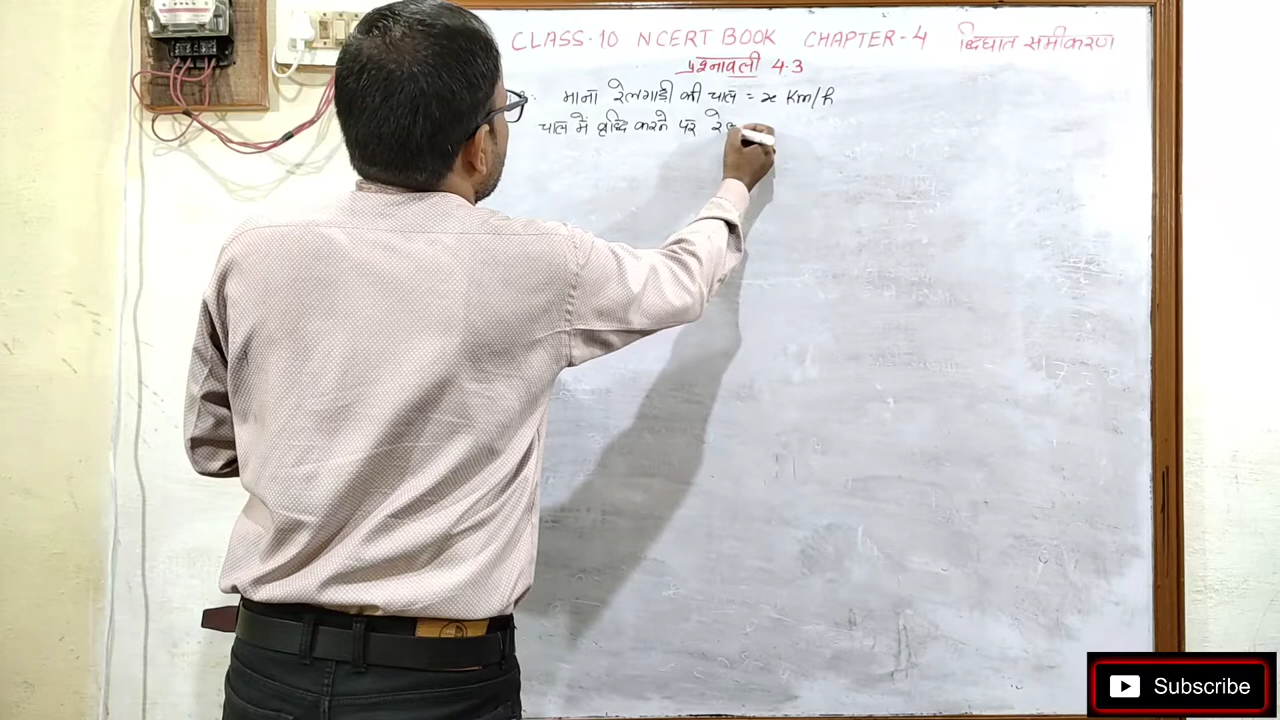 CLASS-10 NCERT BOOK CHAPTER-4 द्विघात समीकरण
प्रश्नावली 4.3
माना रेलगाडी की चाल = x Km/h
चाल में वृद्धि करने पर
Subscribe